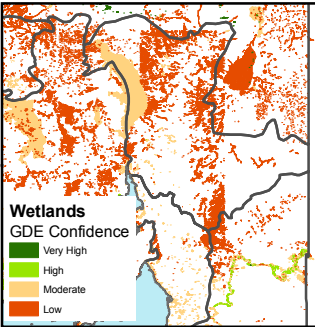 Wetlands
GDE Confidence
Very High
High
Moderate
Low